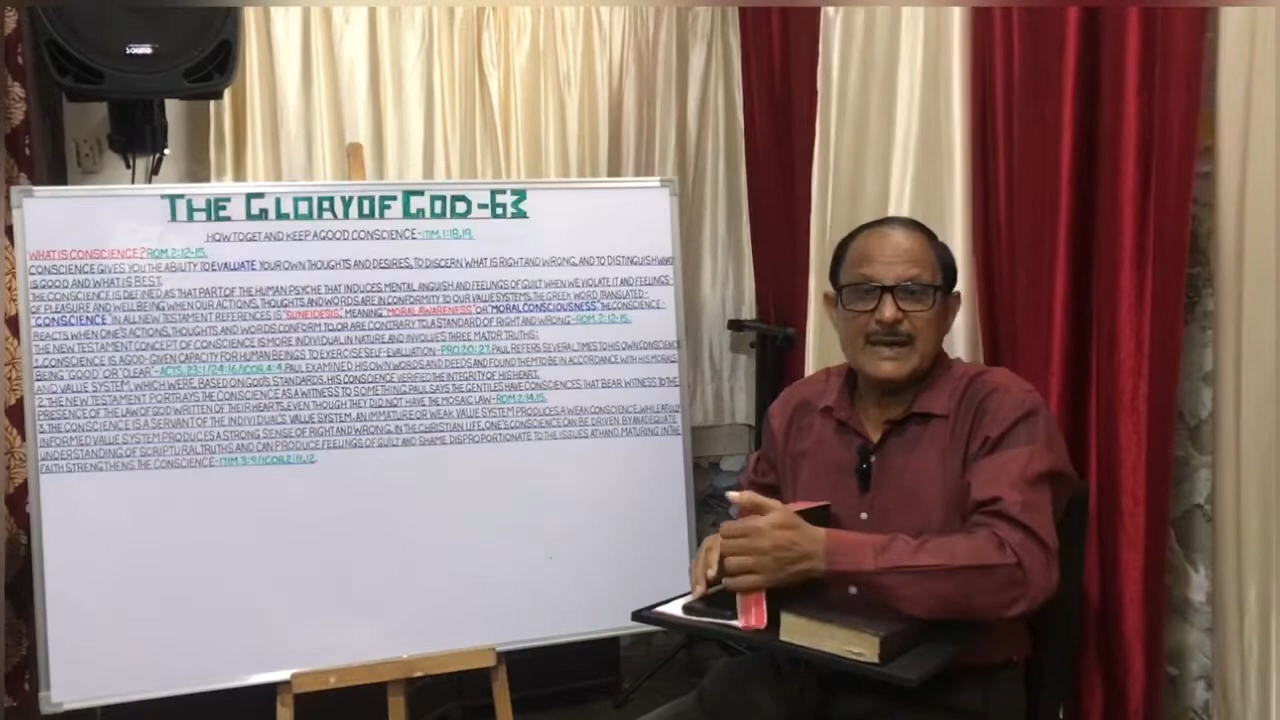 SOUND
THE GLORY OF GOD-63
HOW TO GET AND KEEP A GOOD CONSCIENCE-1TIM.1:18,19.
WHAT IS CONSCIENCE? ROM.2:12-15.
CONSCIENCE GIVES YOU THE ABILITY TO EVALUATE YOUR OWN THOUGHTS AND DESIRES, TO DISCERN WHAT IS RIGHT AND WRONG, AND TO DISTINGUISH WHAT
IS GOOD AND WHAT IS BEST.
THE CONSCIENCE IS DEFINED AS THAT PART OF THE HUMAN PSYCHE THAT INDUCES MENTAL ANGUISH AND FEELINGS OF GUILT WHEN WE VIOLATE IT AND FEELINGS-
OF PLEASURE AND WELL BEING WHEN OUR ACTIONS, THOUGHTS AND WORDS ARE IN CONFORMITY TO OUR VALUE SYSTEMS. THE GREEK WORD TRANSLATED-
"CONSCIENCE" IN ALL NEW TESTAMENT REFERENCES IS "SUNEIDESIS," MEANING "MORAL AWARENESS" OR "MORAL CONSCIOUSNESS." THE CONSCIENCE-
REACTS WHEN ONE'S ACTIONS, THOUGHTS AND WORDS CONFORM TO, OR ARE CONTRARY TO A STANDARD OF RIGHT AND WRONG-ROM.2:12-15.
THE NEW TESTAMENT CONCEPT OF CONSCIENCE IS MORE INDIVIDUAL IN NATURE AND INVOLVES THREE MAJOR TRUTHS:
1. CONSCIENCE IS A GOD-GIVEN CAPACITY FOR HUMAN BEINGS TO EXERCISE SELF-EVALUATION-PRO.20:27. PAUL REFERS SEVERAL TIMES TO HIS OWN CONSCIENCE
BEING "GOOD" OR "CLEAR"-ACTS.23:1/24:16/1COR.4:4. PAUL EXAMINED HIS OWN WORDS AND DEEDS AND FOUND THEM TO BE IN ACCORDANCE WITH HIS MORALS
AND VALUE SYSTEM, WHICH WERE, BASED ON GOD'S STANDARDS. HIS CONSCIENCE VERIFIED THE INTEGRITY OF HIS HEART.
2. THE NEW TESTAMENT PORTRAYS THE CONSCIENCE AS A WITNESS TO SOMETHING. PAUL SAYS THE GENTILES HAVE CONSCIENCES THAT BEAR WITNESS TO THE
PRESENCE OF THE LAW OF GOD WRITTEN OF THEIR HEARTS, EVEN THOUGH THEY DID NOT HAVE THE MOSAIC LAW-ROM.2:14,15.
3. THE CONSCIENCE IS A SERVANT OF THE INDIVIDUAL'S VALUE SYSTEM. AN IMMATURE OR WEAK VALUE SYSTEM PRODUCES A WEAK CONSCIENCE, WHILE A FULLY
INFORMED VALUE SYSTEM PRODUCES A STRONG SENSE OF RIGHT AND WRONG. IN THE CHRISTIAN LIFE, ONE'S CONSCIENCE CAN BE DRIVEN BY AN ADEQUATE
UNDERSTANDING OF SCRIPTURAL TRUTHS AND CAN PRODUCE FEELINGS OF GUILT AND SHAME DISPROPORTIONATE TO THE ISSUES AT HAND. MATURING IN THE
FAITH STRENGTHENS THE CONSCIENCE-1TIM.3:9/1COR.2:11,12.